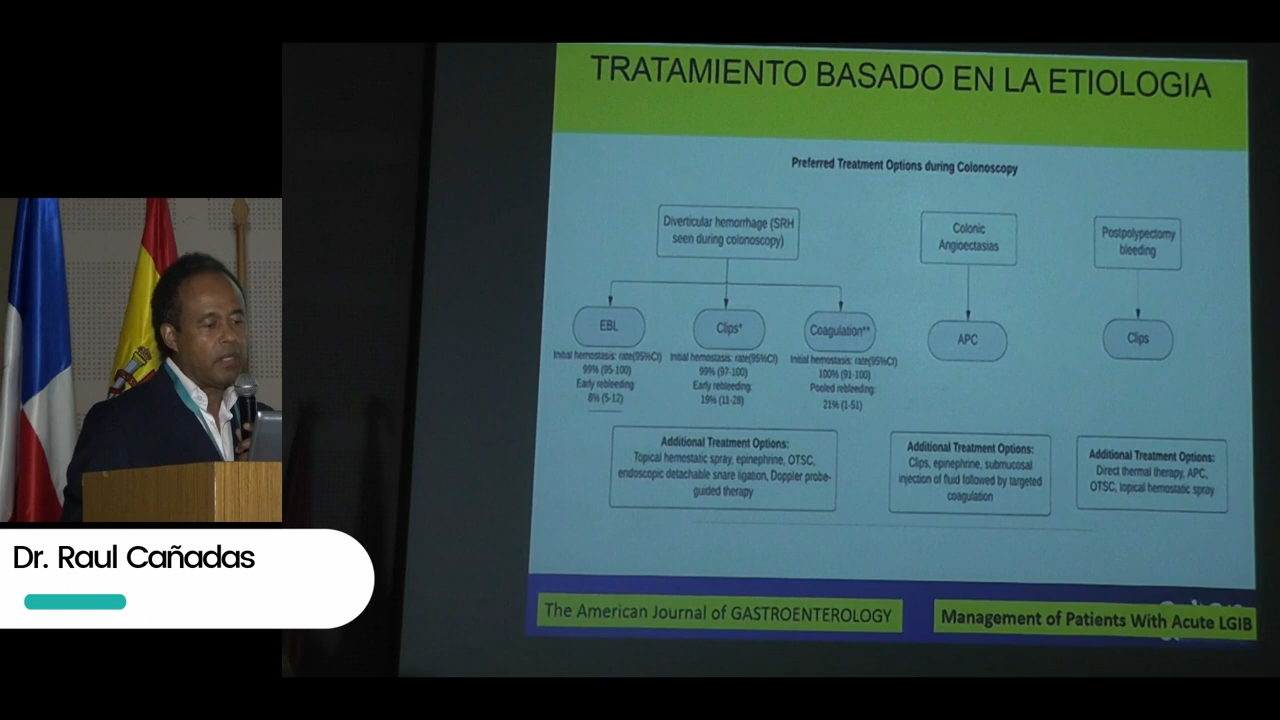 TRATAMIENTO BASADO EN LA ETIOLOGIA
Preferred Treatment Options during Colonoscopy
Diverticular hemorrhage (SRH
seen during colonoscopy)
Colonic
Angioectasias
Postpolypectomy
bleeding
EBL
Clips*
Coagulation**
APC
Clips
Initial hemostasis: rate(95%CI)
99% (95-100)
Early rebleeding:
8% (5-12)
Initial hemostasis: rate(95%CI)
99% (97-100)
Early rebleeding:
19% (11-28)
Initial hemostasis: rate(95%CI)
100% (91-100)
Pooled rebleeding:
21% (1-51)
Additional Treatment Options:
Topical hemostatic spray, epinephrine, OTSC,
endoscopic detachable snare ligation, Doppler probe-
guided therapy
Additional Treatment Options:
Clips, epinephrine, submucosal
injection of fluid followed by targeted
coagulation
Additional Treatment Options:
Direct thermal therapy, APC,
OTSC, topical hemostatic spray
The American Journal of GASTROENTEROLOGY
Management of Patients With Acute LGIB
Dr. Raul Cañadas